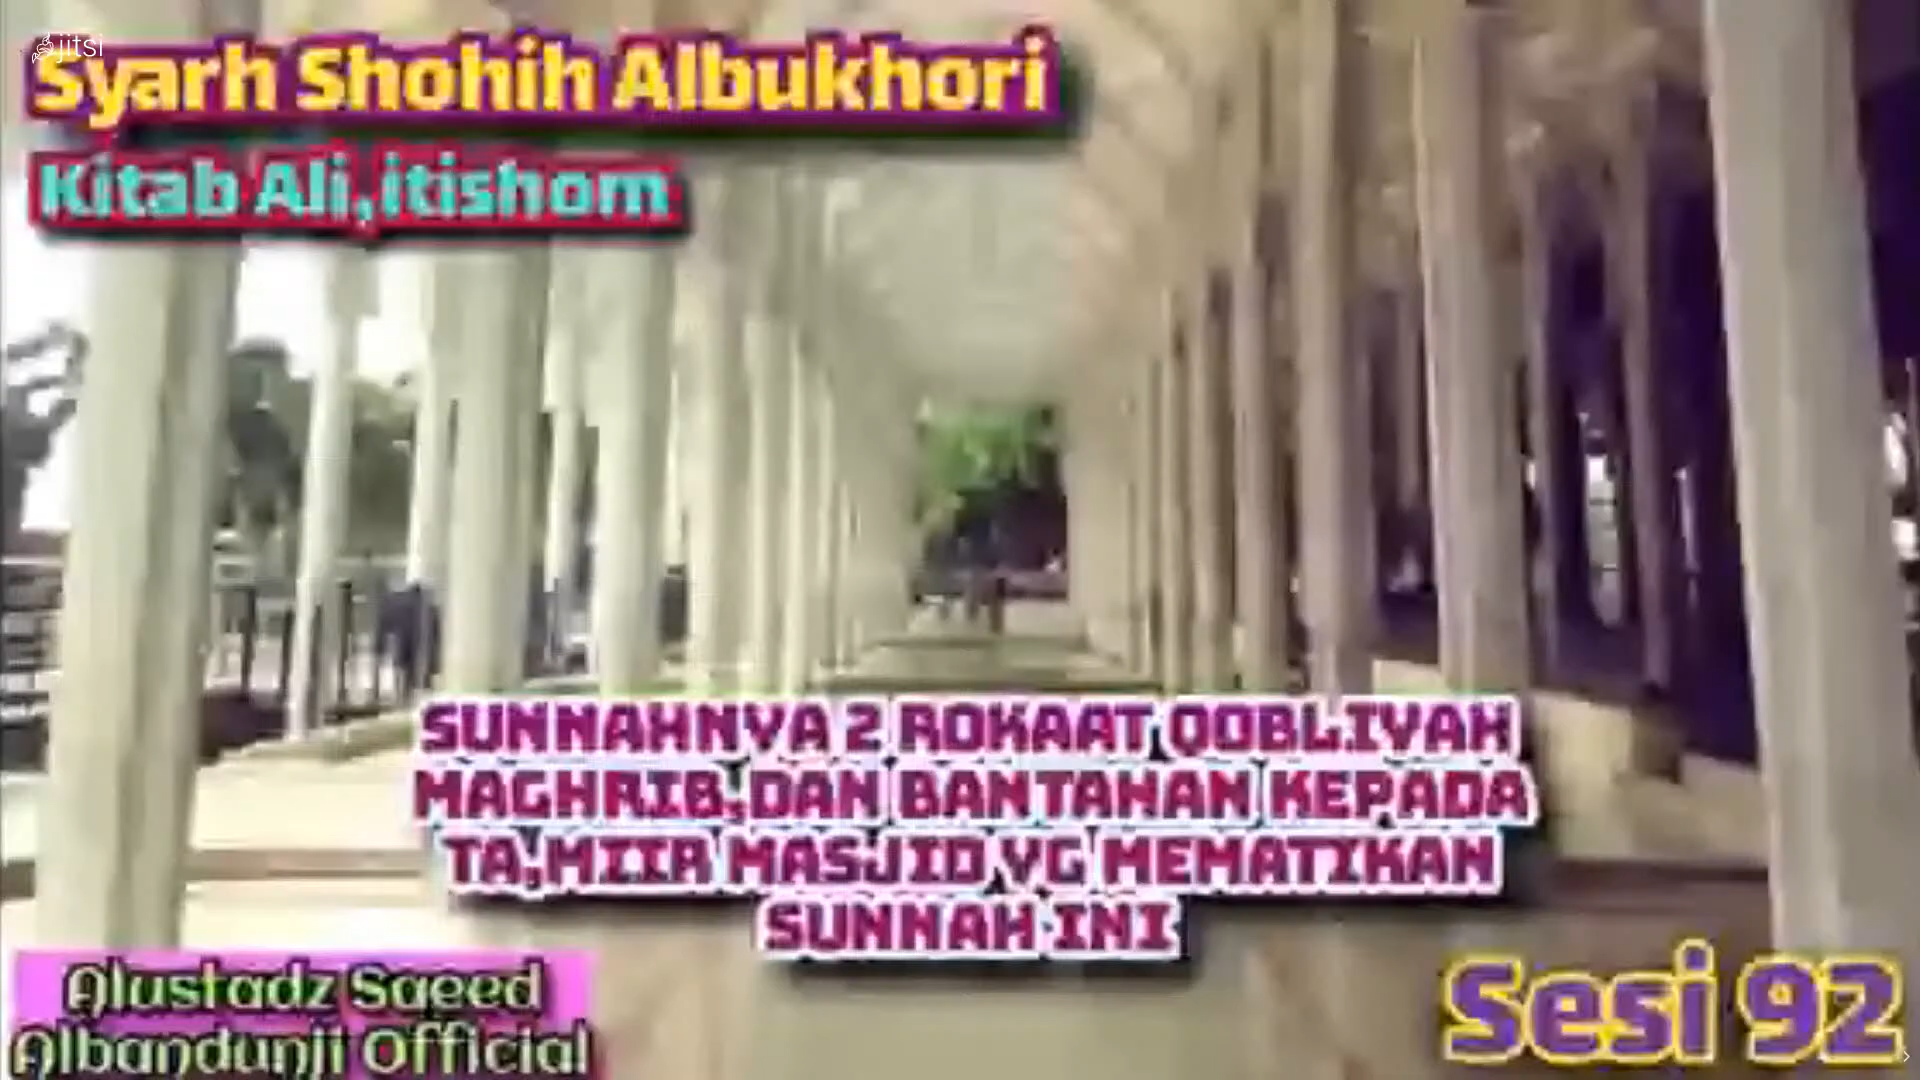 jitsi
Syarh Shohih Albukhori
Kitab Ali,itishom
SUNNAHNYA 2 ROKAAT QOBLIYAH
MAGHRIB,DAN BANTAHAN KEPADA
TA,MIIR MASJID YG MEMATIKAN
SUNNAH INI
Alustadz Saeed
Albandunji Official
Sesi 92